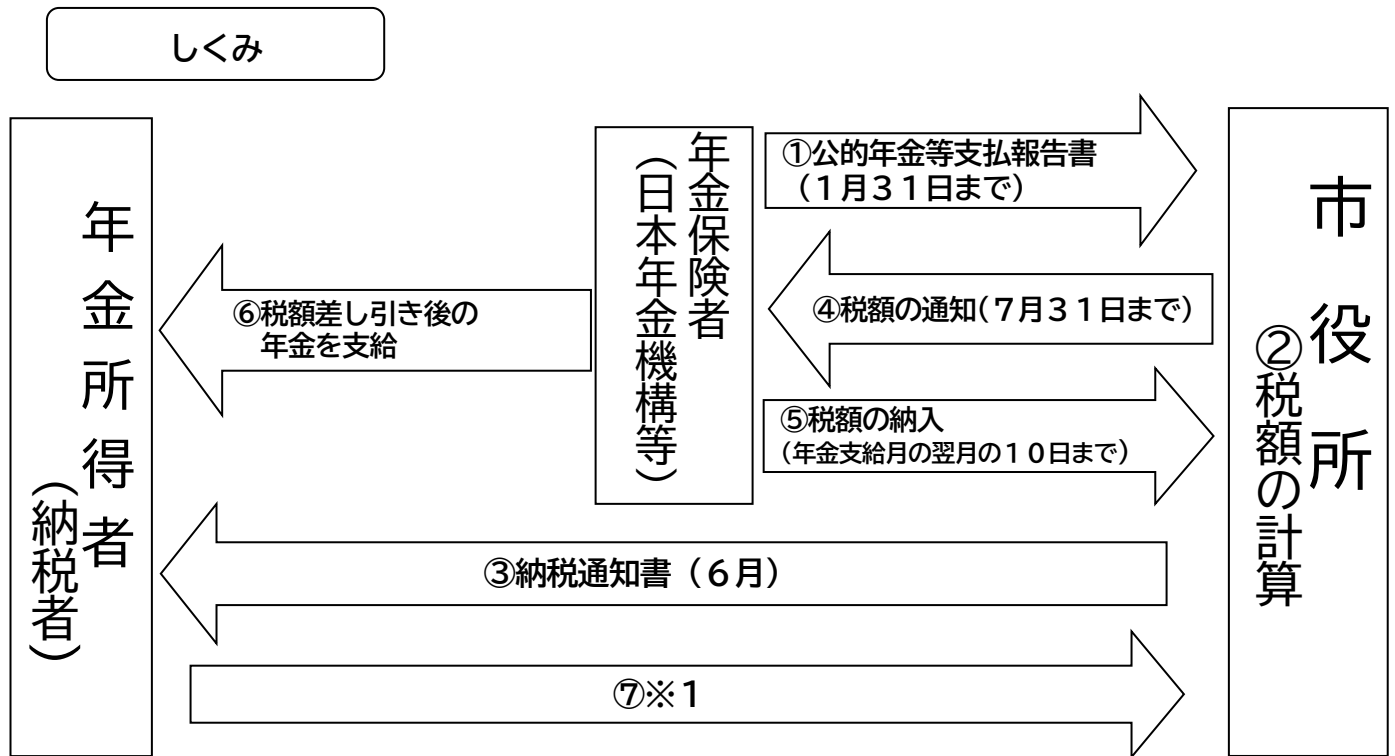 しくみ
年金所得者
（納税者）
年金保険者
（日本年金機構等）
市役所
②税額の計算
①公的年金等支払報告書
（１月３１日まで）
④税額の通知（７月３１日まで）
⑥税額差し引き後の
年金を支給
⑤税額の納入
（年金支給月の翌月の１０日まで）
③納税通知書（６月）
⑦※１